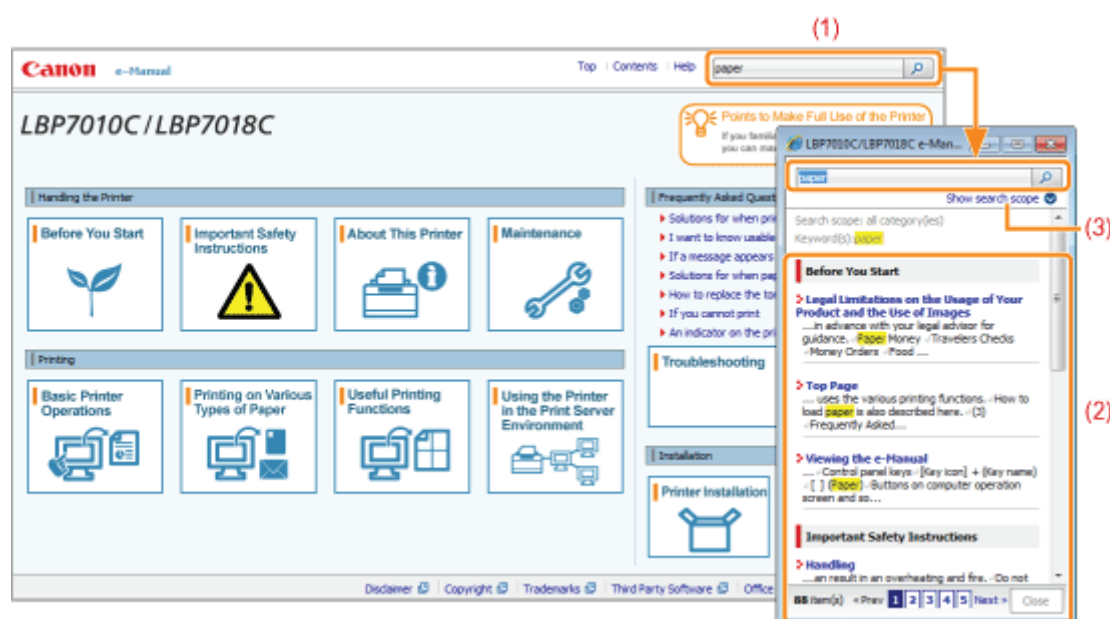 (1)
Canon e-Manual
Top Contents Help paper
LBP7010C / LBP7018C
Points to Make Full Use of the Printer
If you
you can
Handling the Printer
Before You Start
Important Safety
Instructions
About This Printer
Maintenance
Printing
Basic Printer
Operations
Printing on Various
Types of Paper
Useful Printing
Functions
Using the Printer
in the Print Server
Environment
Frequently Asked
Solutions for when
I want to know usable
If a message appears
Solutions for when
How to replace the
If you cannot print
An indicator on the
Troubleshooting
Installation
Printer Installation
Disclaimer Copyright Trademarks Third Party Software Office
LBP7010C/LBP7018C e-Man...
paper
Show search scope
(3)
Search scope: all category(ies)
Keyword(s):paper
Before You Start
Legal Limitations on the Usage of Your
Product and the Use of Images
....in advance with your legal advisor for
guidance. -Paper Money -Travelers Checks
-Money Orders -Food ....
Top Page
.... uses the various printing functions. -How to
load paper is also described here. -(3)
-Frequently Asked....
(2)
Viewing the e-Manual
.... -Control panel keys -[Key icon] + (Key name)
-[ ] (Paper) -Buttons on computer operation
screen and so...
Important Safety Instructions
Handling
....an result in an overheating and fire. -Do not
88 item(s) «Prev 1 2 3 4 5 Next » Close